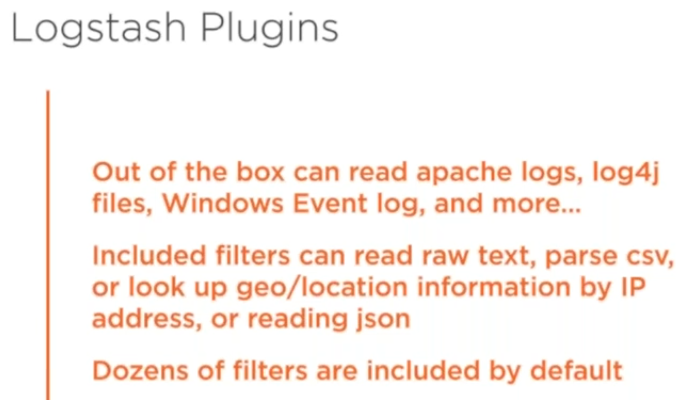 Logstash Plugins
Out of the box can read apache logs, log4j
files, Windows Event log, and more...
Included filters can read raw text, parse csv,
or look up geo/location information by IP
address, or reading json
Dozens of filters are included by default